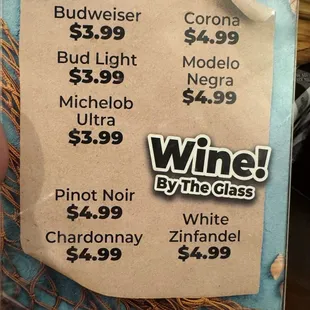 Budweiser
$3.99
Bud Light
$3.99
Michelob
Ultra
$3.99
Corona
$4.99
Modelo
Negra
$4.99
Wine!
By The Glass
Pinot Noir
$4.99
Chardonnay
$4.99
White
Zinfandel
$4.99